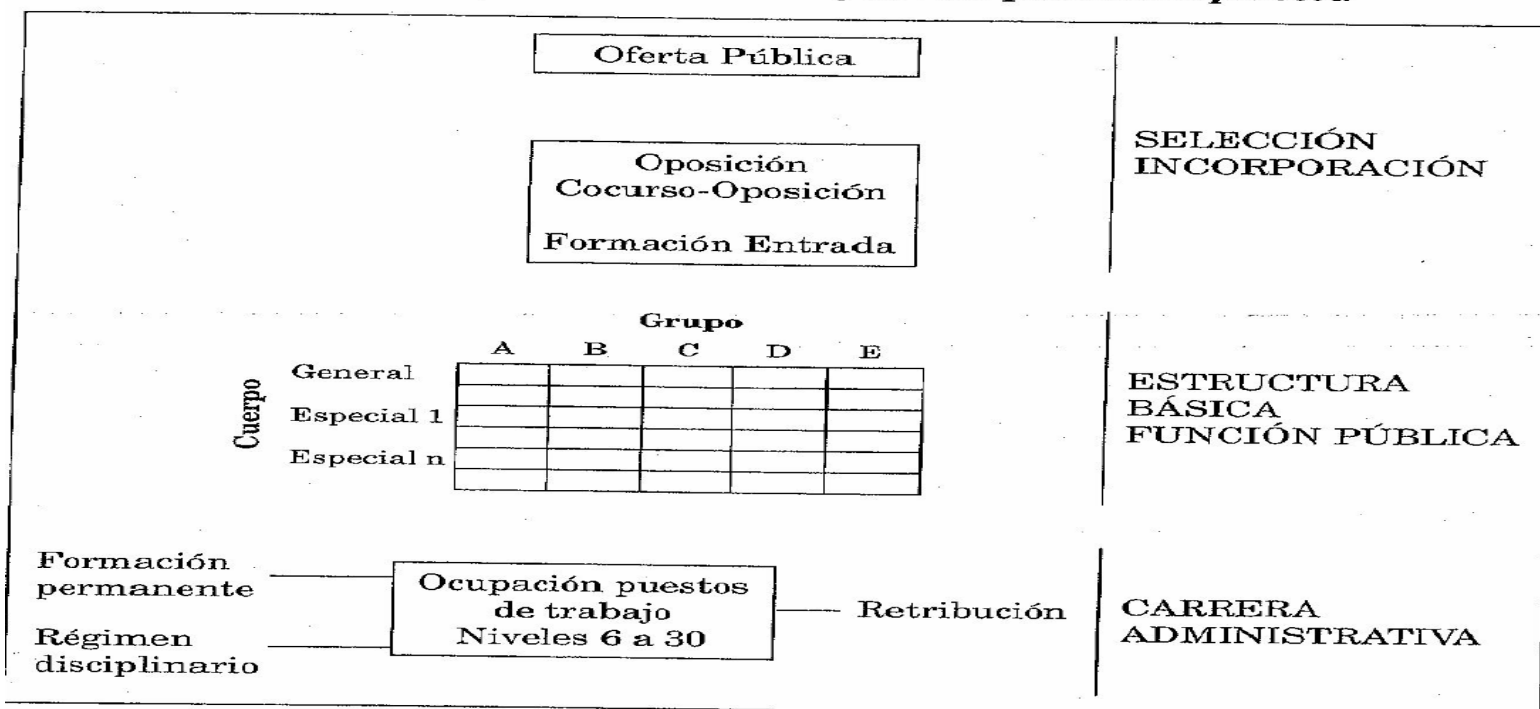 Oferta Pública
Oposición
Cocurso-Oposición
Formación Entrada
SELECCIÓN
INCORPORACIÓN
Grupo
A B C D E
Cuerpo
General
Especial 1
Especial n
ESTRUCTURA
BÁSICA
FUNCIÓN PÚBLICA
Formación
permanente
Régimen
disciplinario
Ocupación puestos
de trabajo
Niveles 6 a 30
Retribución
CARRERA
ADMINISTRATIVA